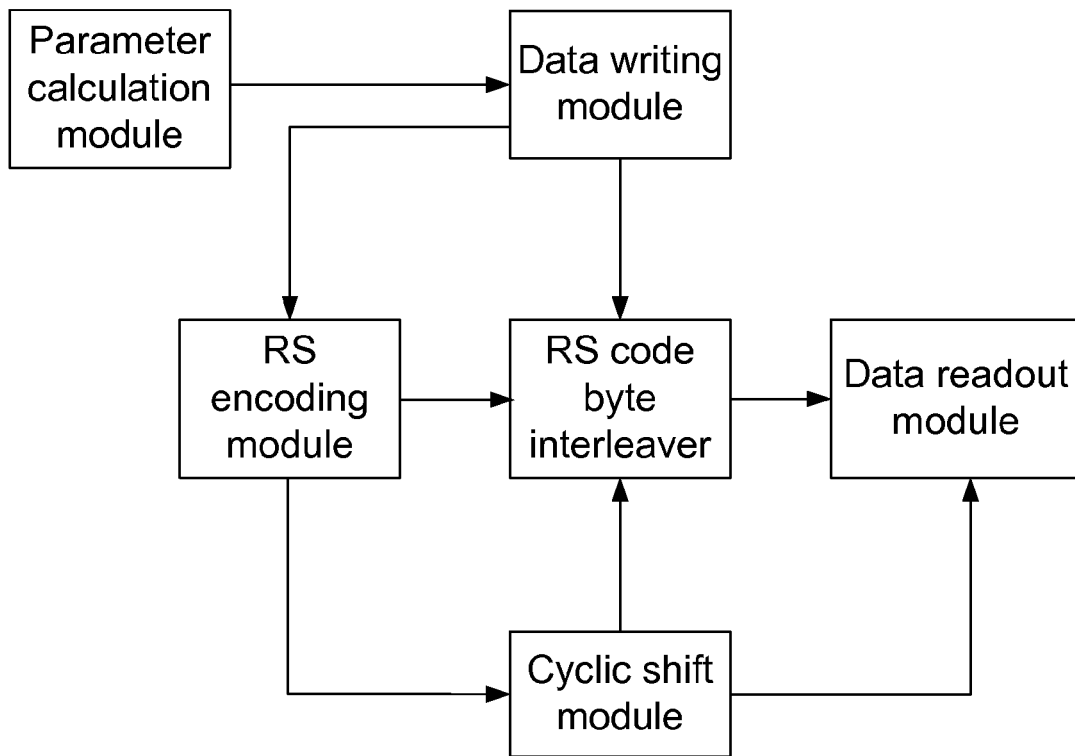 Parameter
calculation
module
Data writing
module
RS
encoding
module
RS code
byte
interleaver
Data readout
module
Cyclic shift
module